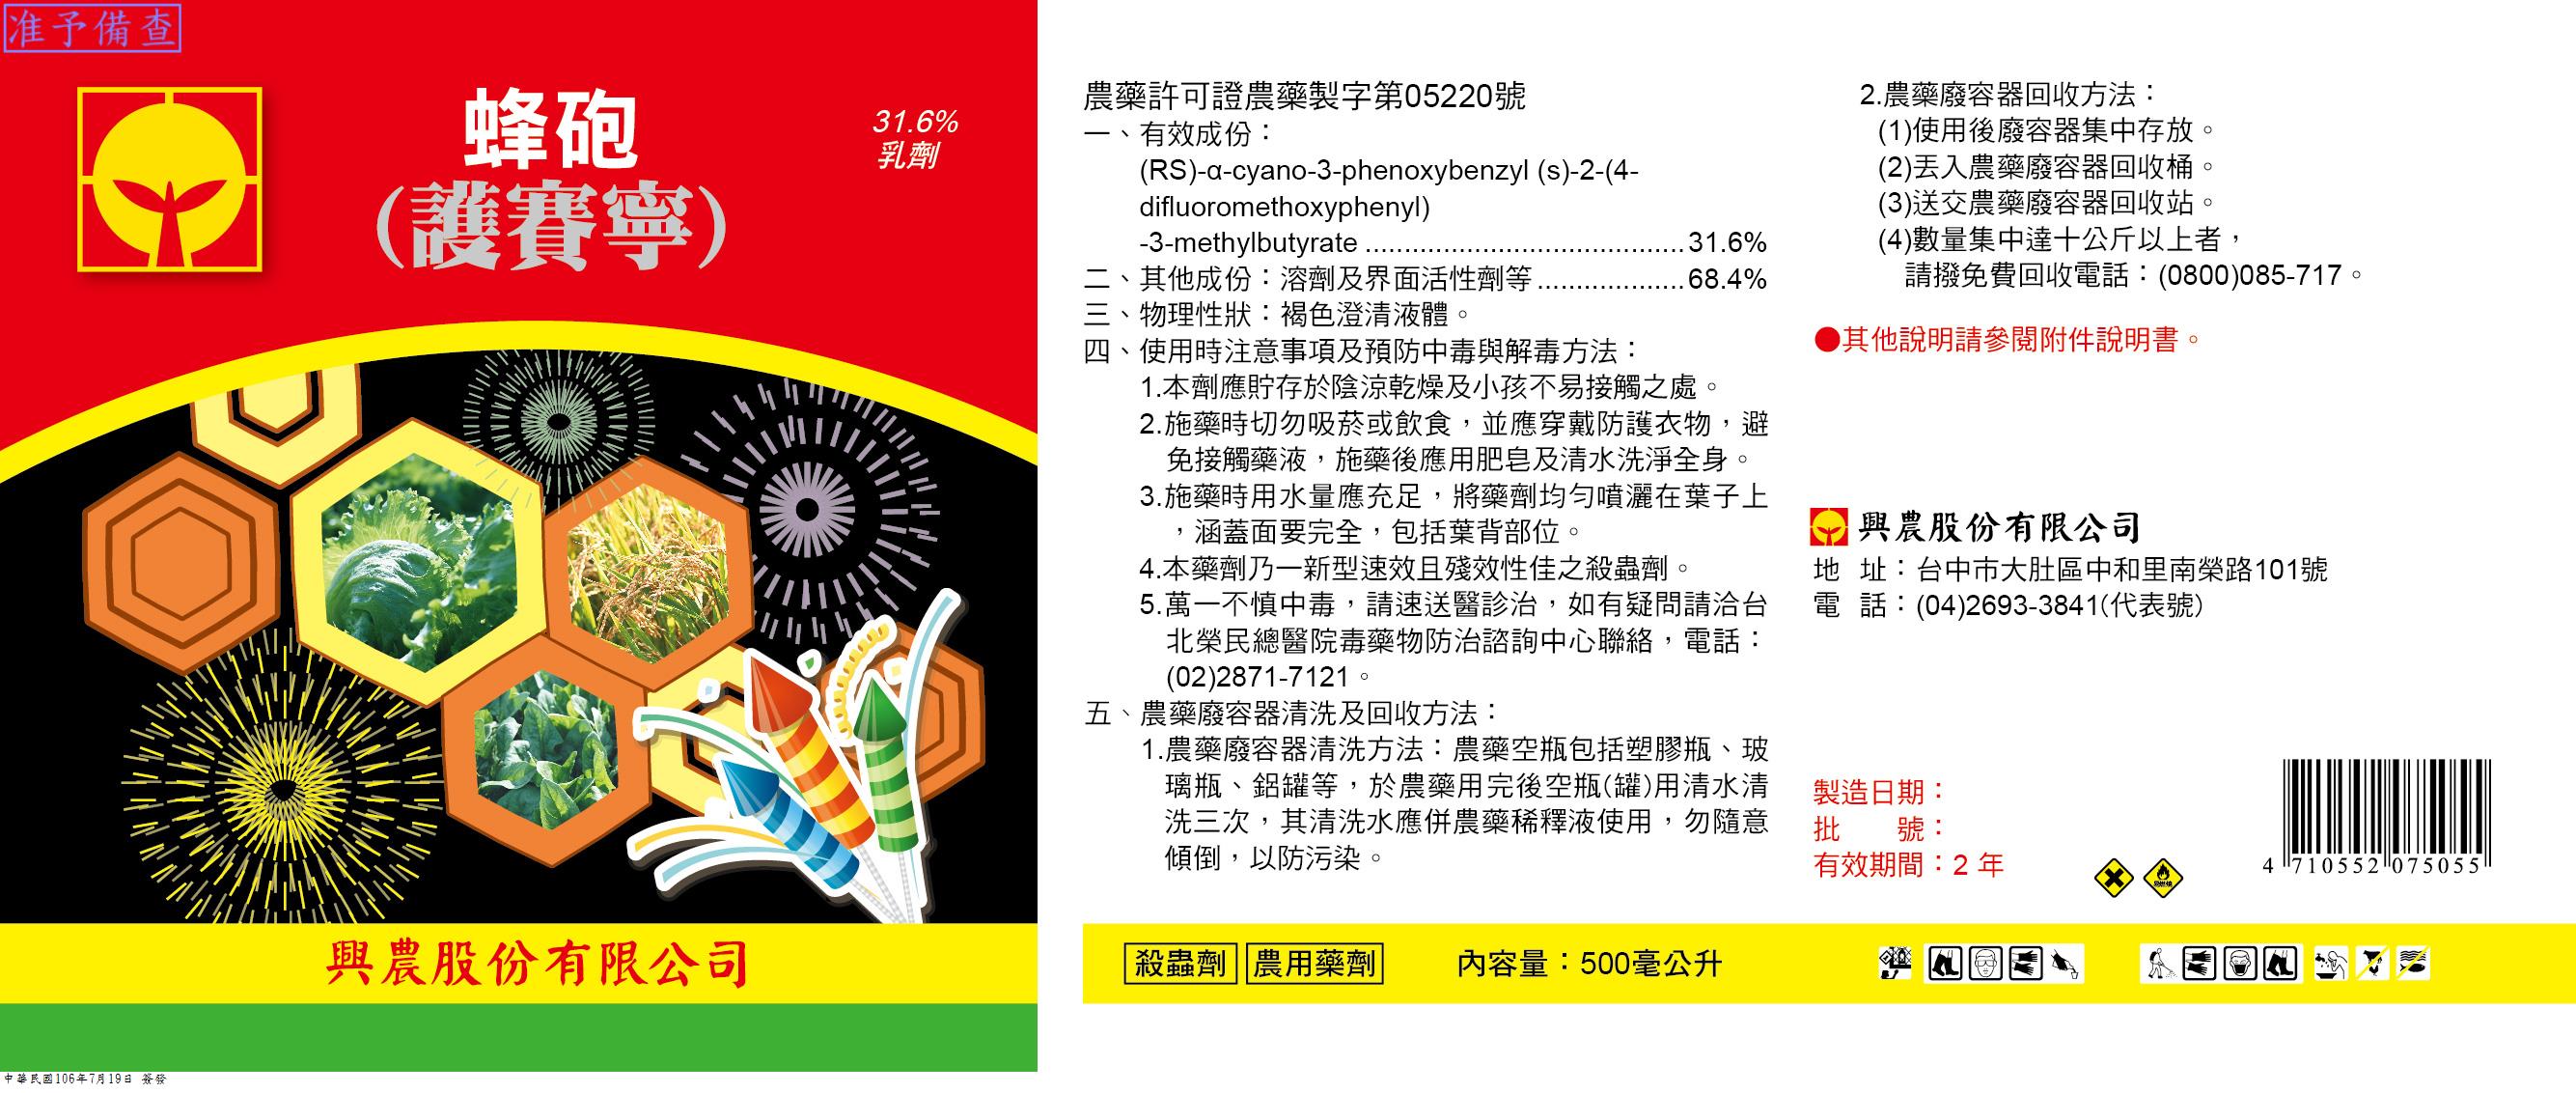 准予備查
蜂砲
(護賽寧)
31.6%
乳劑
興農股份有限公司
中華民國106年7月19日 簽發
農藥許可證農藥製字第05220號
一、有效成份：
(RS)-α-cyano-3-phenoxybenzyl (s)-2-(4-
difluoromethoxyphenyl)
-3-methylbutyrate ......................................... 31.6%
二、其他成份：溶劑及界面活性劑等 ................... 68.4%
三、物理性狀：褐色澄清液體。
四、使用時注意事項及預防中毒與解毒方法：
1.本劑應貯存於陰涼乾燥及小孩不易接觸之處。
2.施藥時切勿吸菸或飲食，並應穿戴防護衣物，避
免接觸藥液，施藥後應用肥皂及清水洗淨全身。
3.施藥時用水量應充足，將藥劑均勻噴灑在葉子上
，涵蓋面要完全，包括葉背部位。
4.本藥劑乃一新型速效且殘效性佳之殺蟲劑。
5.萬一不慎中毒，請速送醫診治，如有疑問請洽台
北榮民總醫院毒藥物防治諮詢中心聯絡，電話：
(02)2871-7121。
五、農藥廢容器清洗及回收方法：
1.農藥廢容器清洗方法：農藥空瓶包括塑膠瓶、玻
璃瓶、鋁罐等，於農藥用完後空瓶(罐)用清水清
洗三次，其清洗水應併農藥稀釋液使用，勿隨意
傾倒，以防污染。
2.農藥廢容器回收方法：
(1)使用後廢容器集中存放。
(2)丟入農藥廢容器回收桶。
(3)送交農藥廢容器回收站。
(4)數量集中達十公斤以上者，
請撥免費回收電話：(0800)085-717。
●其他說明請參閱附件說明書。
興農股份有限公司
地 址：台中市大肚區中和里南榮路101號
電 話：(04)2693-3841(代表號)
製造日期：
批 號：
有效期間：2 年
4 710552 075055
殺蟲劑 農用藥劑 內容量：500毫公升